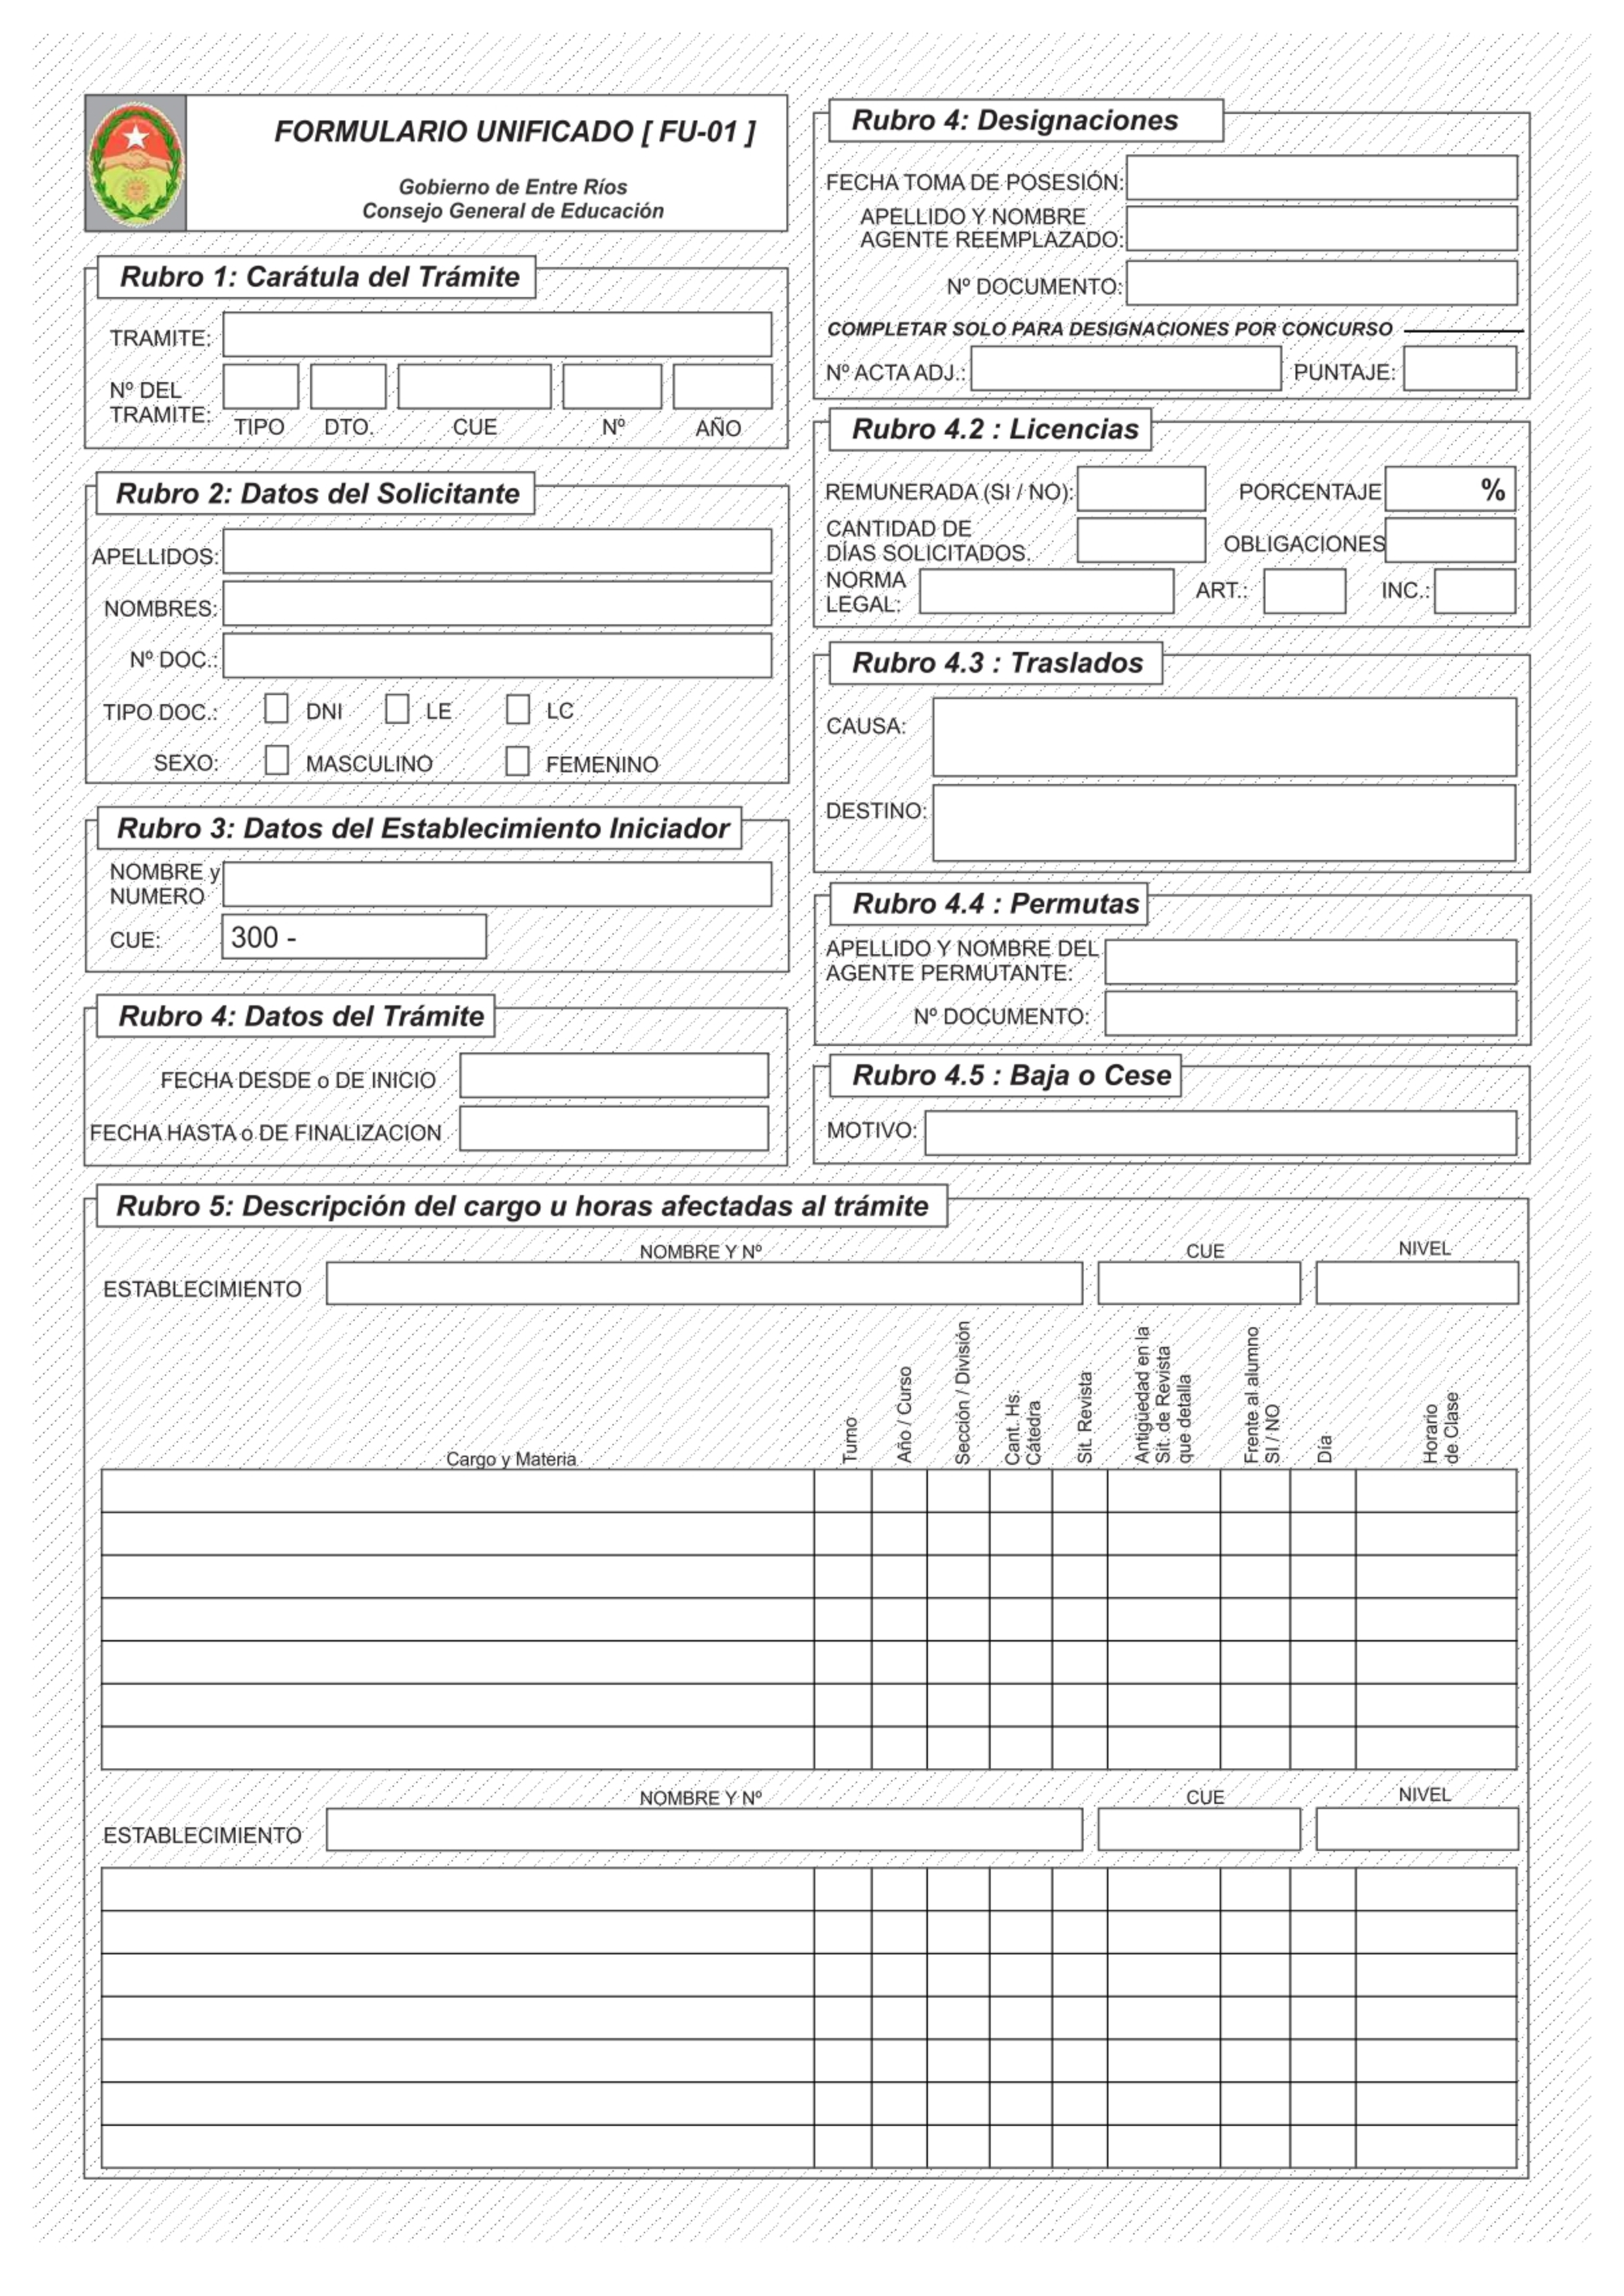 FORMULARIO UNIFICADO [ FU-01 ]
Gobierno de Entre Ríos
Consejo General de Educación
Rubro 1: Carátula del Trámite
TRAMITE:
Nº DEL
TRAMITE:
TIPO DTO. CUE Nº AÑO
Rubro 2: Datos del Solicitante
APELLIDOS:
NOMBRES:
Nº DOC.:
TIPO DOC.: DNI LE LC
SEXO: MASCULINO FEMENINO
Rubro 3: Datos del Establecimiento Iniciador
NOMBRE y
NUMERO
CUE: 300 -
Rubro 4: Datos del Trámite
FECHA DESDE o DE INICIO
FECHA HASTA o DE FINALIZACION
Rubro 4: Designaciones
FECHA TOMA DE POSESIÓN:
APELLIDO Y NOMBRE
AGENTE REEMPLAZADO:
Nº DOCUMENTO:
COMPLETAR SOLO PARA DESIGNACIONES POR CONCURSO
Nº ACTA ADJ.: PUNTAJE:
Rubro 4.2 : Licencias
REMUNERADA (SI / NO): PORCENTAJE %
CANTIDAD DE
DÍAS SOLICITADOS. OBLIGACIONES
NORMA
LEGAL: ART.: INC.:
Rubro 4.3 : Traslados
CAUSA:
DESTINO:
Rubro 4.4 : Permutas
APELLIDO Y NOMBRE DEL
AGENTE PERMUTANTE:
Nº DOCUMENTO:
Rubro 4.5 : Baja o Cese
MOTIVO:
Rubro 5: Descripción del cargo u horas afectadas al trámite
NOMBRE Y Nº CUE NIVEL
ESTABLECIMIENTO
Cargo y Materia
Turno
Año / Curso
Sección / División
Cant. Hs.
Cátedra
Sit. Revista
Antigüedad en la
Sit. de Revista
que detalla
Frente al alumno
SI / NO
Día
Horario
de Clase
NOMBRE Y Nº CUE NIVEL
ESTABLECIMIENTO